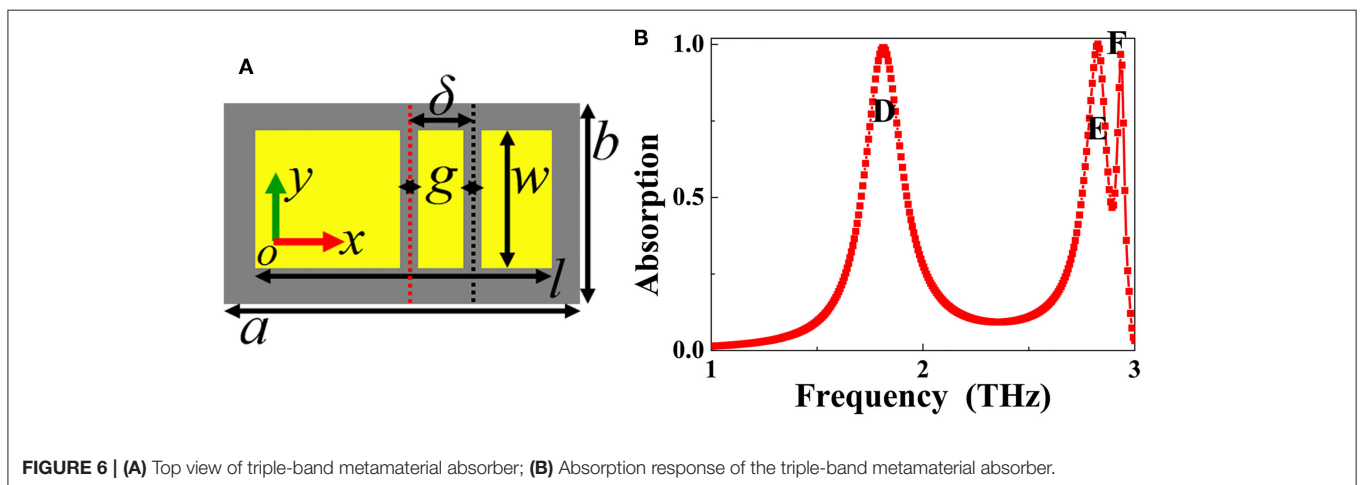 A
δ
b
g
w
y
x
o
l
a
B
1.0
F
D
E
Absorption
0.5
0.0
1
2
3
Frequency (THz)
FIGURE 6 | (A) Top view of triple-band metamaterial absorber; (B) Absorption response of the triple-band metamaterial absorber.